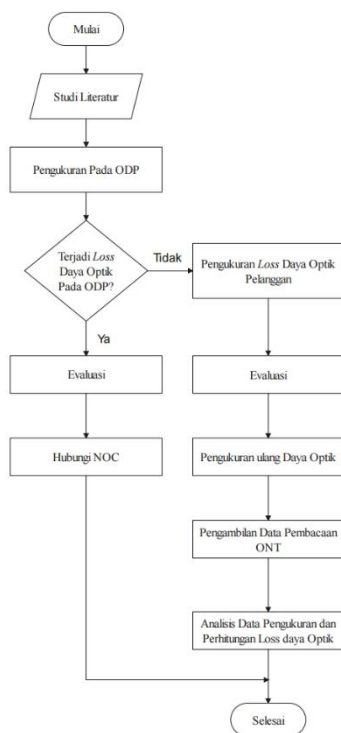 Mulai
Studi Literatur
Pengukuran Pada ODP
Terjadi Loss
Daya Optik
Pada ODP?
Tidak
Pengukuran Loss Daya Optik
Pelanggan
Ya
Evaluasi
Evaluasi
Hubungi NOC
Pengukuran ulang Daya Optik
Pengambilan Data Pembacaan
ONT
Analisis Data Pengukuran dan
Perhitungan Loss daya Optik
Selesai